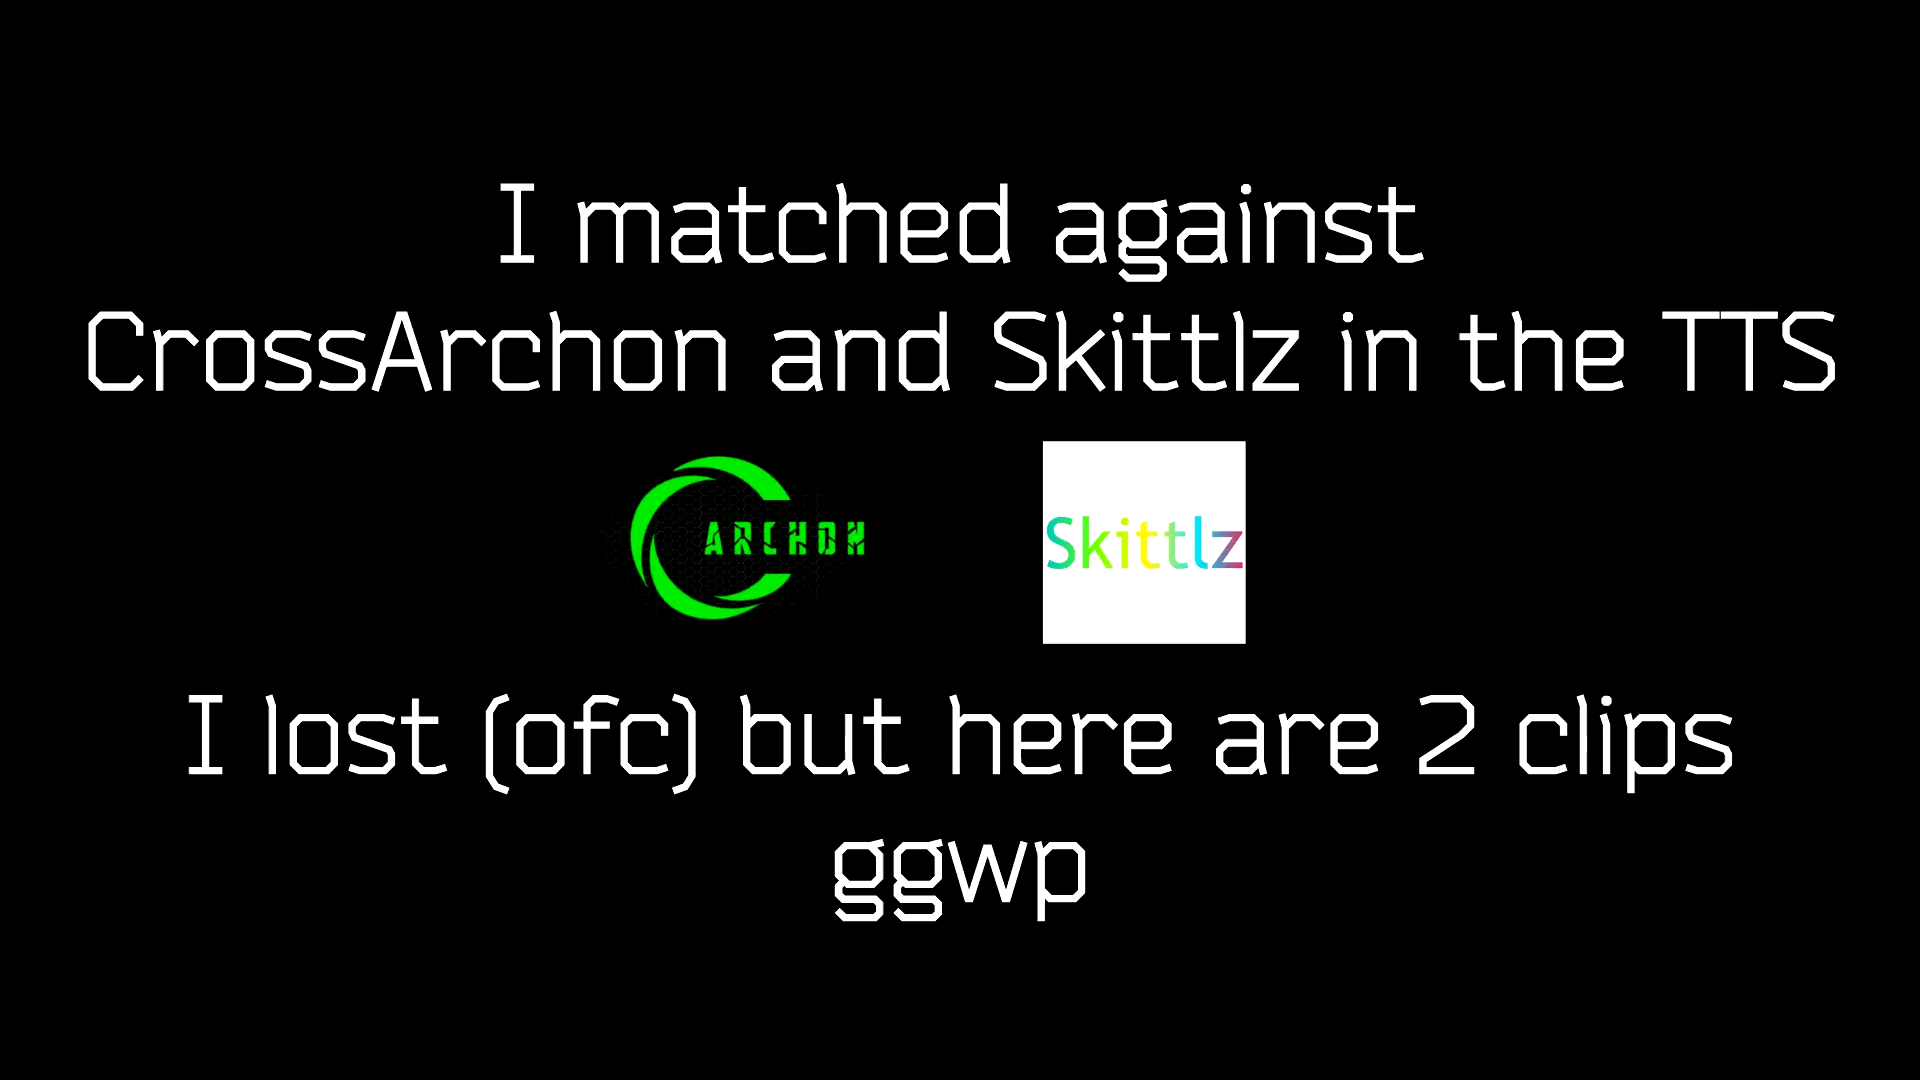 I matched against
CrossArchon and Skittlz in the TTS
ARCHON
Skittlz
I lost (ofc) but here are 2 clips
ggwp